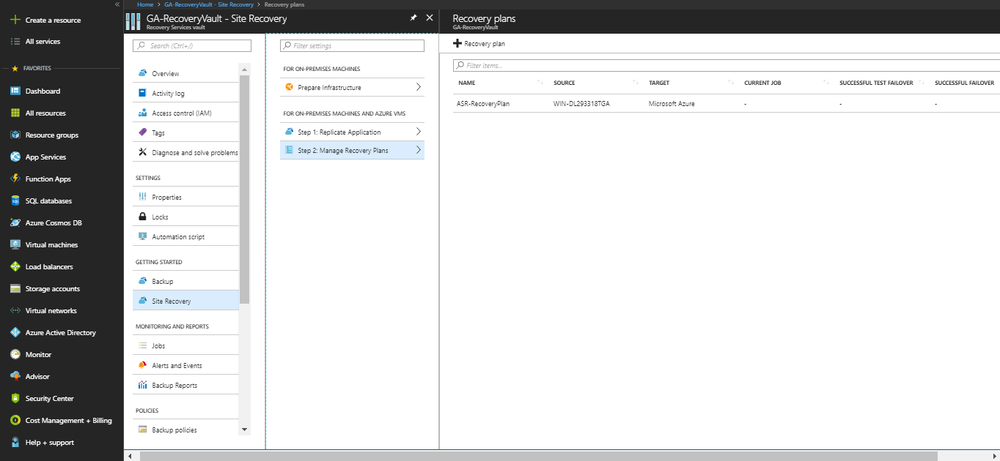 Home > GA-RecoveryVault - Site Recovery > Recovery plans
Create a resource
All services
FAVORITES
Dashboard
All resources
Resource groups
App Services
Function Apps
SQL databases
Azure Cosmos DB
Virtual machines
Load balancers
Storage accounts
Virtual networks
Azure Active Directory
Monitor
Advisor
Security Center
Cost Management + Billing
Help + support
GA-RecoveryVault - Site Recovery
Recovery Services vault
Search (Ctrl+/)
Overview
Activity log
Access control (IAM)
Tags
Diagnose and solve problems
SETTINGS
Properties
Locks
Automation script
GETTING STARTED
Backup
Site Recovery
MONITORING AND REPORTS
Jobs
Alerts and Events
Backup Reports
POLICIES
Backup policies
Filter settings
FOR ON-PREMISES MACHINES
Prepare Infrastructure
FOR ON-PREMISES MACHINES AND AZURE VMS
Step 1: Replicate Application
Step 2: Manage Recovery Plans
Recovery plans
GA-RecoveryVault
Recovery plan
Filter items...
NAME SOURCE TARGET CURRENT JOB SUCCESSFUL TEST FAILOVER SUCCESSFUL FAILOVER
ASR-RecoveryPlan WIN-DL293318TGA Microsoft Azure - - -